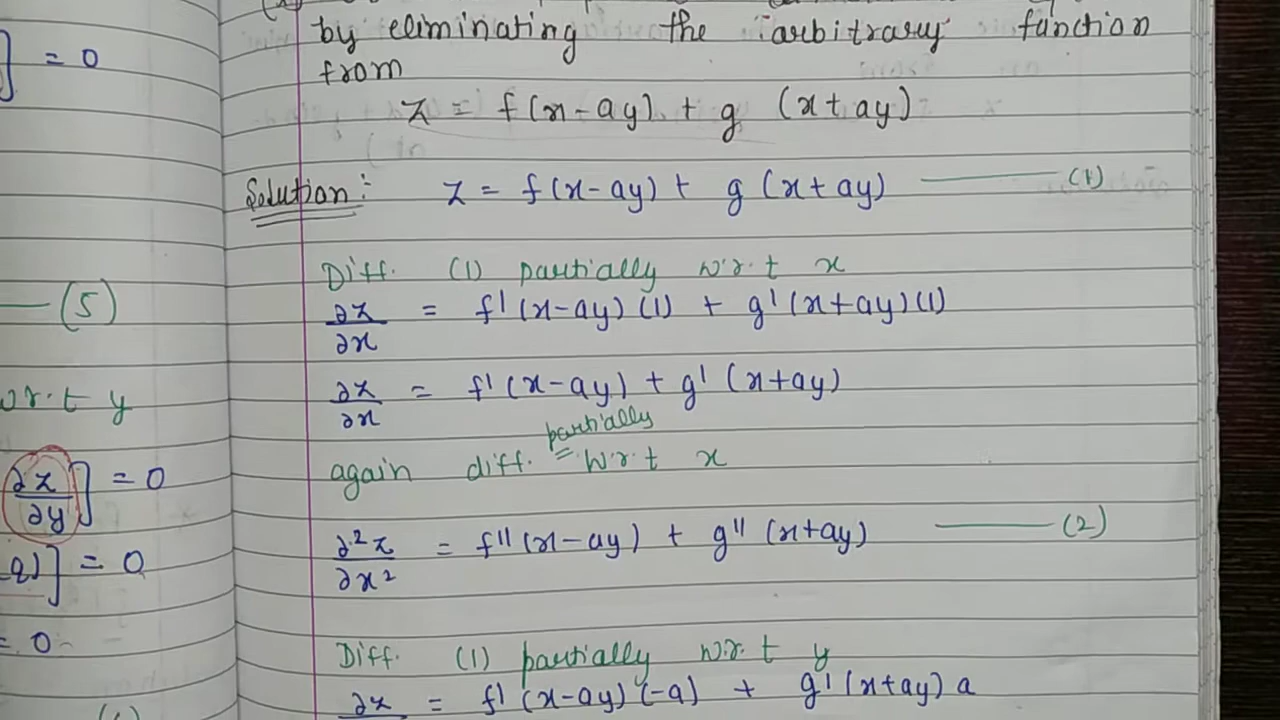 ] = 0
— (5)
w.r.t y
∂z/∂y] = 0
q)] = 0
= 0
by eliminating the arbitrary function
from
z = f(x-ay) + g (x+ay)
Solution:- z = f(x-ay) + g (x+ay) — (1)
Diff. (1) partially w.r.t x
∂z/∂x = f'(x-ay)(1) + g'(x+ay)(1)
∂z/∂x = f'(x-ay) + g'(x+ay)
again diff. partially w.r.t x
∂²z/∂x² = f''(x-ay) + g''(x+ay) — (2)
Diff. (1) partially w.r.t y
∂z = f'(x-ay)(-a) + g'(x+ay) a